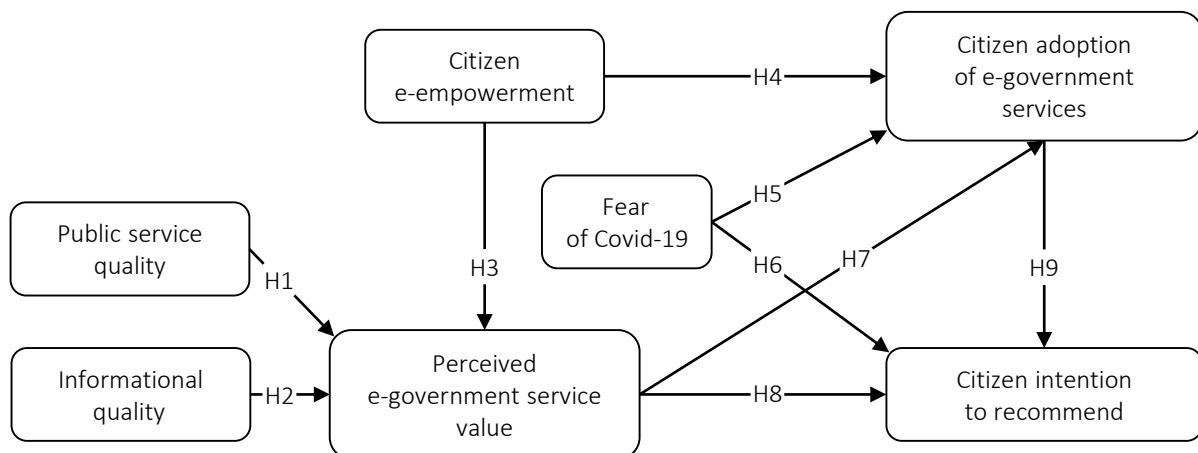 Citizen
e-empowerment
H4
Citizen adoption
of e-government
services
Fear
of Covid-19
H5
Public service
quality
H1
H3
H6
H7
H9
Informational
quality
H2
Perceived
e-government service
value
H8
Citizen intention
to recommend